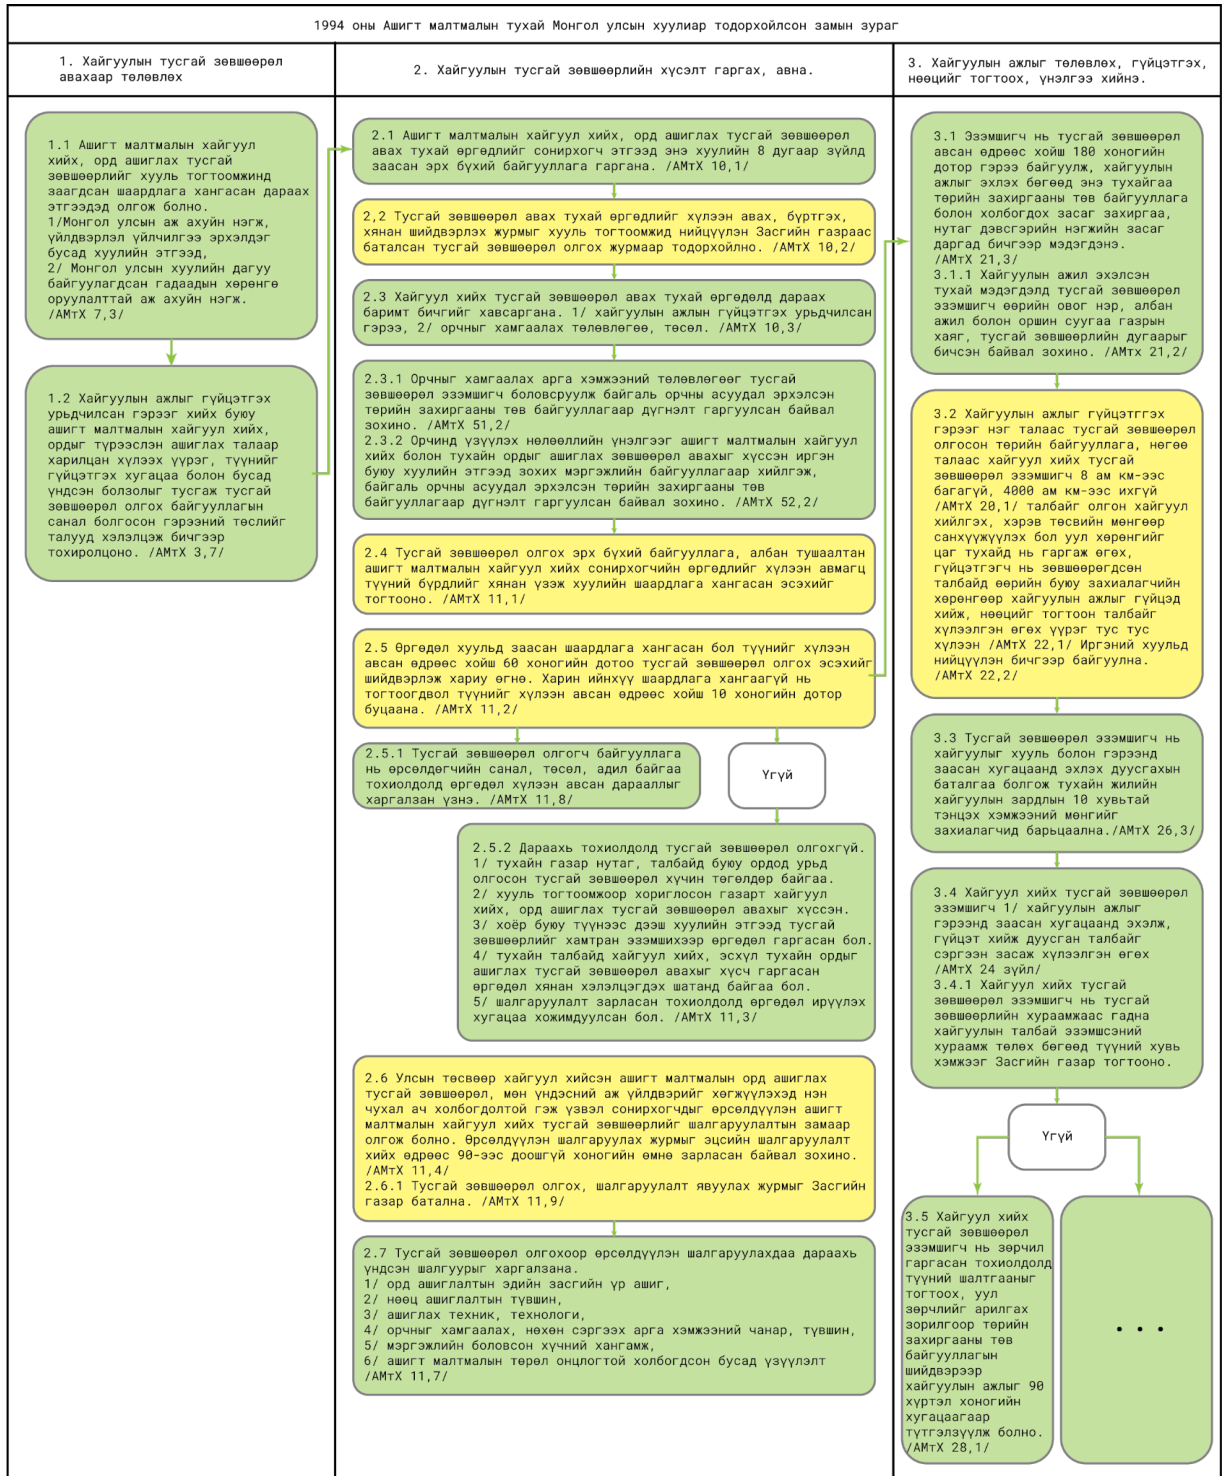 1994 оны Ашигт малтмалын тухай Монгол улсын хуулиар тодорхойлсон замын зураг
1. Хайгуулын тусгай зөвшөөрөл
авахаар төлөвлөх
2. Хайгуулын тусгай зөвшөөрлийн хүсэлт гаргах, авна.
3. Хайгуулын ажлыг төлөвлөх, гүйцэтгэх,
нөөцийг тогтоох, үнэлгээ хийнэ.
1.1 Ашигт малтмалын хайгуул
хийх, орд ашиглах тусгай
зөвшөөрлийг хууль тогтоомжинд
заагдсан шаардлага хангасан дараах
этгээдэд олгож болно.
1/Монгол улсын аж ахуйн нэгж,
үйлдвэрлэл үйлчилгээ эрхэлдэг
бусад хуулийн этгээд,
2/ Монгол улсын хуулийн дагуу
байгуулагдсан гадаадын хөрөнгө
оруулалттай аж ахуйн нэгж.
/АМтХ 7,3/
1.2 Хайгуулын ажлыг гүйцэтгэх
урьдчилсан гэрээг хийх буюу
ашигт малтмалын хайгуул хийх,
ордыг түрээслэн ашиглах талаар
харилцан хүлээх үүрэг, түүнийг
гүйцэтгэх хугацаа болон бусад
үндсэн болзолыг тусгаж тусгай
зөвшөөрөл олгох байгууллагын
санал болгосон гэрээний төслийг
талууд хэлэлцэж бичгээр
тохиролцоно. /АМтХ 3,7/
2.1 Ашигт малтмалын хайгуул хийх, орд ашиглах тусгай зөвшөөрөл
авах тухай өргөдлийг сонирхогч этгээд энэ хуулийн 8 дугаар зүйлд
заасан эрх бүхий байгууллага гаргана. /АМтХ 10,1/
2,2 Тусгай зөвшөөрөл авах тухай өргөдлийг хүлээн авах, бүртгэх,
хянан шийдвэрлэх журмыг хууль тогтоомжид нийцүүлэн Засгийн газраас
баталсан тусгай зөвшөөрөл олгох журмаар тодорхойлно. /АМтХ 10,2/
2.3 Хайгуул хийх тусгай зөвшөөрөл авах тухай өргөдөлд дараах
баримт бичгийг хавсаргана. 1/ хайгуулын ажлын гүйцэтгэх урьдчилсан
гэрээ, 2/ орчныг хамгаалах төлөвлөгөө, төсөл. /АМтХ 10,3/
2.3.1 Орчныг хамгаалах арга хэмжээний төлөвлөгөөг тусгай
зөвшөөрөл эзэмшигч боловсруулж байгаль орчны асуудал эрхэлсэн
төрийн захиргааны төв байгууллагаар дүгнэлт гаргуулсан байвал
зохино. /АМтХ 51,2/
2.3.2 Орчинд үзүүлэх нөлөөллийн үнэлгээг ашигт малтмалын хайгуул
хийх болон тухайн ордыг ашиглах зөвшөөрөл авахыг хүссэн иргэн
буюу хуулийн этгээд зохих мэргэжлийн байгууллагаар хийлгэж,
байгаль орчны асуудал эрхэлсэн төрийн захиргааны төв
байгууллагаар дүгнэлт гаргуулсан байвал зохино. /АМтХ 52,2/
2.4 Тусгай зөвшөөрөл олгох эрх бүхий байгууллага, албан тушаалтан
ашигт малтмалын хайгуул хийх сонирхогчийн өргөдлийг хүлээн авмагц
түүний бүрдлийг хянан үзэж хуулийн шаардлага хангасан эсэхийг
тогтооно. /АМтХ 11,1/
2.5 Өргөдөл хуульд заасан шаардлага хангасан бол түүнийг хүлээн
авсан өдрөөс хойш 60 хоногийн дотоо тусгай зөвшөөрөл олгох эсэхийг
шийдвэрлэж хариу өгнө. Харин ийнхүү шаардлага хангаагүй нь
тогтоогдвол түүнийг хүлээн авсан өдрөөс хойш 10 хоногийн дотор
буцаана. /АМтХ 11,2/
2.5.1 Тусгай зөвшөөрөл олгогч байгууллага
нь өрсөлдөгчийн санал, төсөл, адил байгаа
тохиолдолд өргөдөл хүлээн авсан дарааллыг
харгалзан үзнэ. /АМтХ 11,8/
Үгүй
2.5.2 Дараахь тохиолдолд тусгай зөвшөөрөл олгохгүй.
1/ тухайн газар нутаг, талбайд буюу ордод урьд
олгосон тусгай зөвшөөрөл хүчин төгөлдөр байгаа.
2/ хууль тогтоомжоор хориглосон газарт хайгуул
хийх, орд ашиглах тусгай зөвшөөрөл авахыг хүссэн.
3/ хоёр буюу түүнээс дээш хуулийн этгээд тусгай
зөвшөөрлийг хамтран эзэмшихээр өргөдөл гаргасан бол.
4/ тухайн талбайд хайгуул хийх, эсхүл тухайн ордыг
ашиглах тусгай зөвшөөрөл авахыг хүсч гаргасан
өргөдөл хянан хэлэлцэгдэх шатанд байгаа бол.
5/ шалгаруулалт зарласан тохиолдолд өргөдөл ирүүлэх
хугацаа хожимдуулсан бол. /АМтХ 11,3/
2.6 Улсын төсвөөр хайгуул хийсэн ашигт малтмалын орд ашиглах
тусгай зөвшөөрөл, мөн үндэсний аж үйлдвэрийг хөгжүүлэхэд нэн
чухал ач холбогдолтой гэж үзвэл сонирхогчдыг өрсөлдүүлэн ашигт
малтмалын хайгуул хийх тусгай зөвшөөрлийг шалгаруулалтын замаар
олгож болно. Өрсөлдүүлэн шалгаруулах журмыг эцсийн шалгаруулалт
хийх өдрөөс 90-ээс доошгүй хоногийн өмнө зарласан байвал зохино.
/АМтХ 11,4/
2.6.1 Тусгай зөвшөөрөл олгох, шалгаруулалт явуулах журмыг Засгийн
газар батална. /АМтХ 11,9/
2.7 Тусгай зөвшөөрөл олгохоор өрсөлдүүлэн шалгаруулахдаа дараахь
үндсэн шалгуурыг харгалзана.
1/ орд ашиглалтын эдийн засгийн үр ашиг,
2/ нөөц ашиглалтын түвшин,
3/ ашиглах техник, технологи,
4/ орчныг хамгаалах, нөхөн сэргээх арга хэмжээний чанар, түвшин,
5/ мэргэжлийн боловсон хүчний хангамж,
6/ ашигт малтмалын төрөл онцлогтой холбогдсон бусад үзүүлэлт
/АМтХ 11,7/
3.1 Эзэмшигч нь тусгай зөвшөөрөл
авсан өдрөөс хойш 180 хоногийн
дотор гэрээ байгуулж, хайгуулын
ажлыг эхлэх бөгөөд энэ тухайгаа
төрийн захиргааны төв байгууллага
болон холбогдох засаг захиргаа,
нутаг дэвсгэрийн нэгжийн засаг
даргад бичгээр мэдэгдэнэ.
/АМтХ 21,3/
3.1.1 Хайгуулын ажил эхэлсэн
тухай мэдэгдэлд тусгай зөвшөөрөл
эзэмшигч өөрийн овог нэр, албан
ажил болон оршин суугаа газрын
хаяг, тусгай зөвшөөрлийн дугаарыг
бичсэн байвал зохино. /АМтх 21,2/
3.2 Хайгуулын ажлыг гүйцэтггэх
гэрээг нэг талаас тусгай зөвшөөрөл
олгосон төрийн байгууллага, нөгөө
талаас хайгуул хийх тусгай
зөвшөөрөл эзэмшигч 8 ам км-ээс
багагүй, 4000 ам км-ээс ихгүй
/АМтХ 20,1/ талбайг олгон хайгуул
хийлгэх, хэрэв төсвийн мөнгөөр
санхүүжүүлэх бол уул хөрөнгийг
цаг тухайд нь гаргаж өгөх,
гүйцэтгэгч нь зөвшөөрөгдсөн
талбайд өөрийн буюу захиалагчийн
хөрөнгөөр хайгуулын ажлыг гүйцэд
хийж, нөөцийг тогтоон талбайг
хүлээлгэн өгөх үүрэг тус тус
хүлээн /АМтХ 22,1/ Иргэний хуульд
нийцүүлэн бичгээр байгуулна.
/АМтХ 22,2/
3.3 Тусгай зөвшөөрөл эзэмшигч нь
хайгуулыг хууль болон гэрээнд
заасан хугацаанд эхлэх дуусгахын
баталгаа болгож тухайн жилийн
хайгуулын зардлын 10 хувьтай
тэнцэх хэмжээний мөнгийг
захиалагчид барьцаална./АМтХ 26,3/
3.4 Хайгуул хийх тусгай зөвшөөрөл
эзэмшигч 1/ хайгуулын ажлыг
гэрээнд заасан хугацаанд эхэлж,
гүйцэт хийж дуусган талбайг
сэргээн засаж хүлээлгэн өгөх
/АМтХ 24 зүйл/
3.4.1 Хайгуул хийх тусгай
зөвшөөрөл эзэмшигч нь тусгай
зөвшөөрлийн хураамжаас гадна
хайгуулын талбай эзэмшсэний
хураамж төлөх бөгөөд түүний хувь
хэмжээг Засгийн газар тогтооно.
Үгүй
3.5 Хайгуул хийх
тусгай зөвшөөрөл
эзэмшигч нь зөрчил
гаргасан тохиолдолд
түүний шалтгааныг
тогтоох, уул
зөрчлийг арилгах
зорилгоор төрийн
захиргааны төв
байгууллагын
шийдвэрээр
хайгуулын ажлыг 90
хүртэл хоногийн
хугацаагаар
түтгэлзүүлж болно.
/АМтХ 28,1/
...